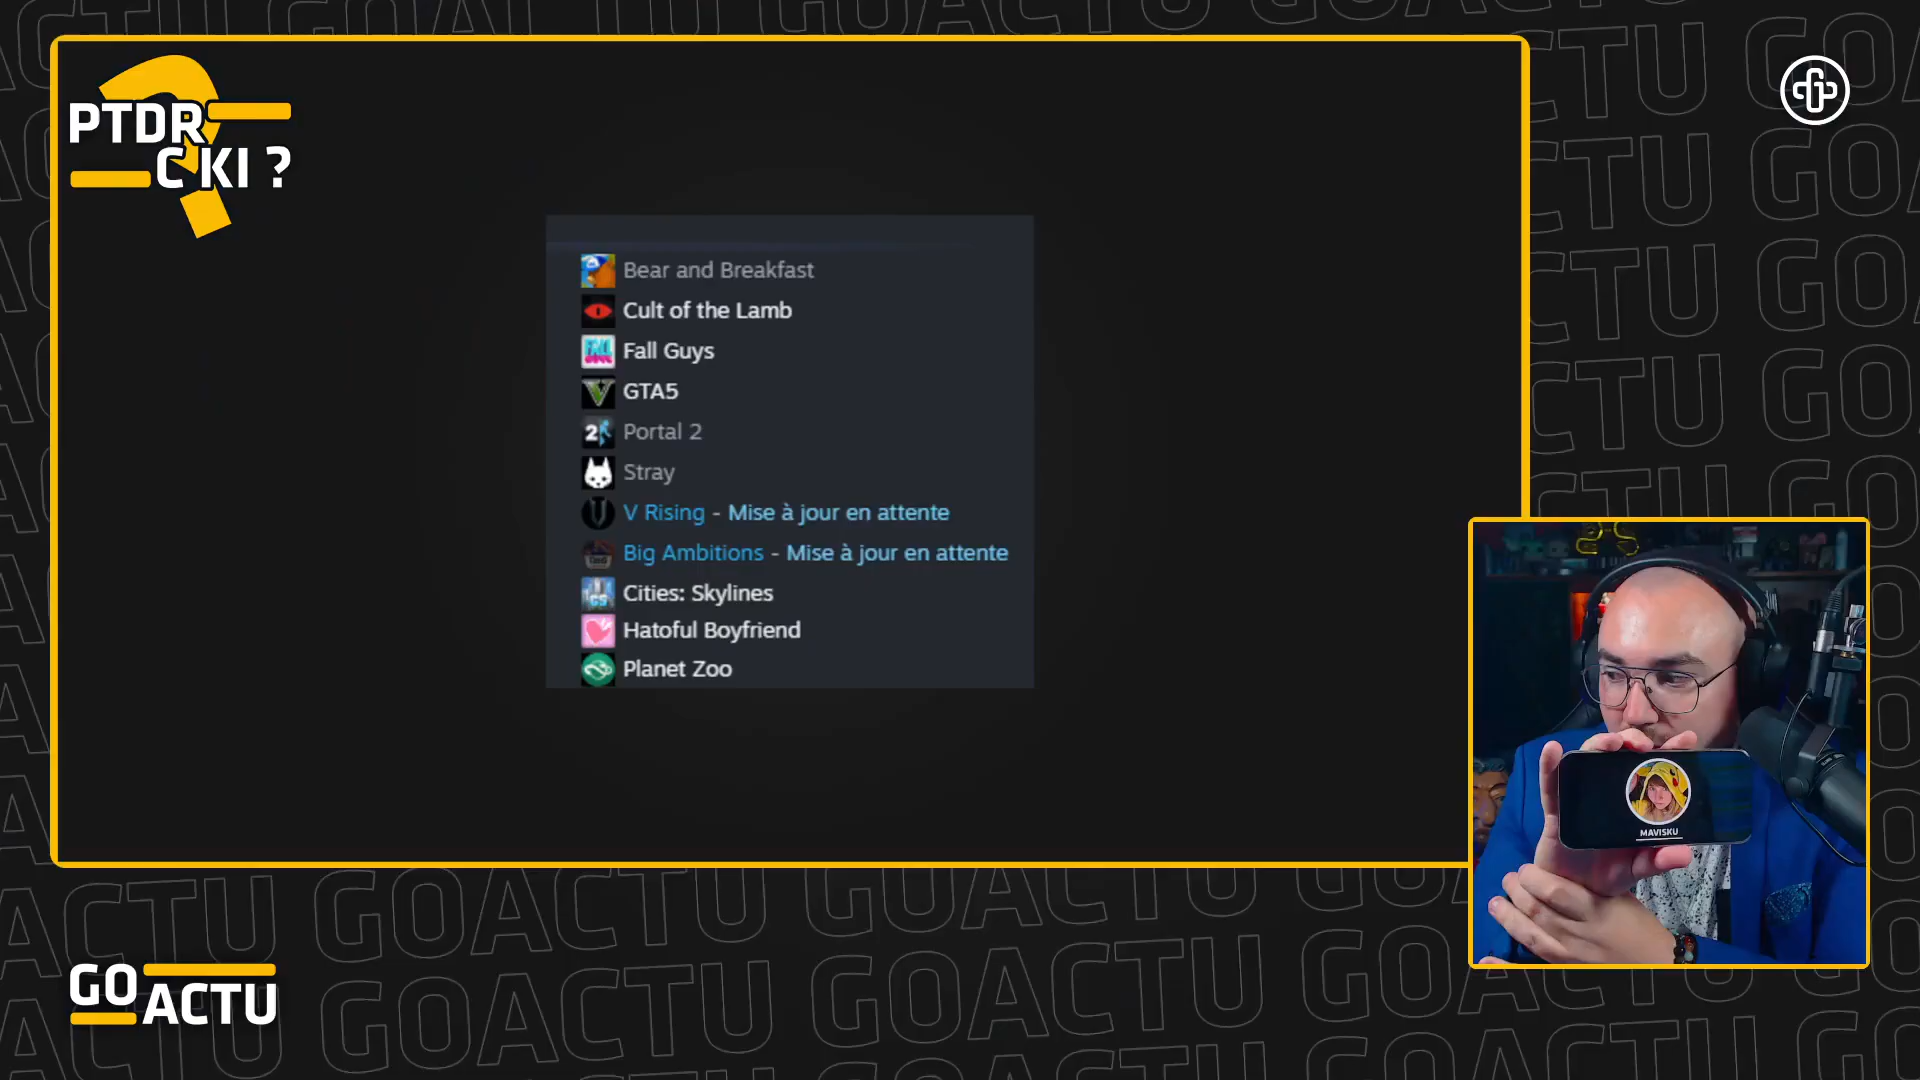 PTDR
C KI ?
Bear and Breakfast
Cult of the Lamb
Fall Guys
GTA5
Portal 2
Stray
V Rising - Mise à jour en attente
Big Ambitions - Mise à jour en attente
Cities: Skylines
Hatoful Boyfriend
Planet Zoo
MAVISKU
GO
ACTU